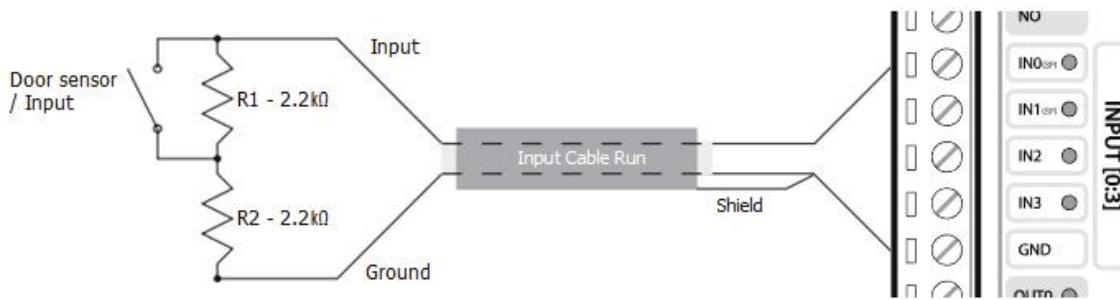 Door sensor
/ Input
Input
R1 - 2.2kΩ
R2 - 2.2kΩ
Ground
Input Cable Run
Shield
NO
IN0
IN1
IN2
IN3
GND
OUT0
INPUT [0:3]